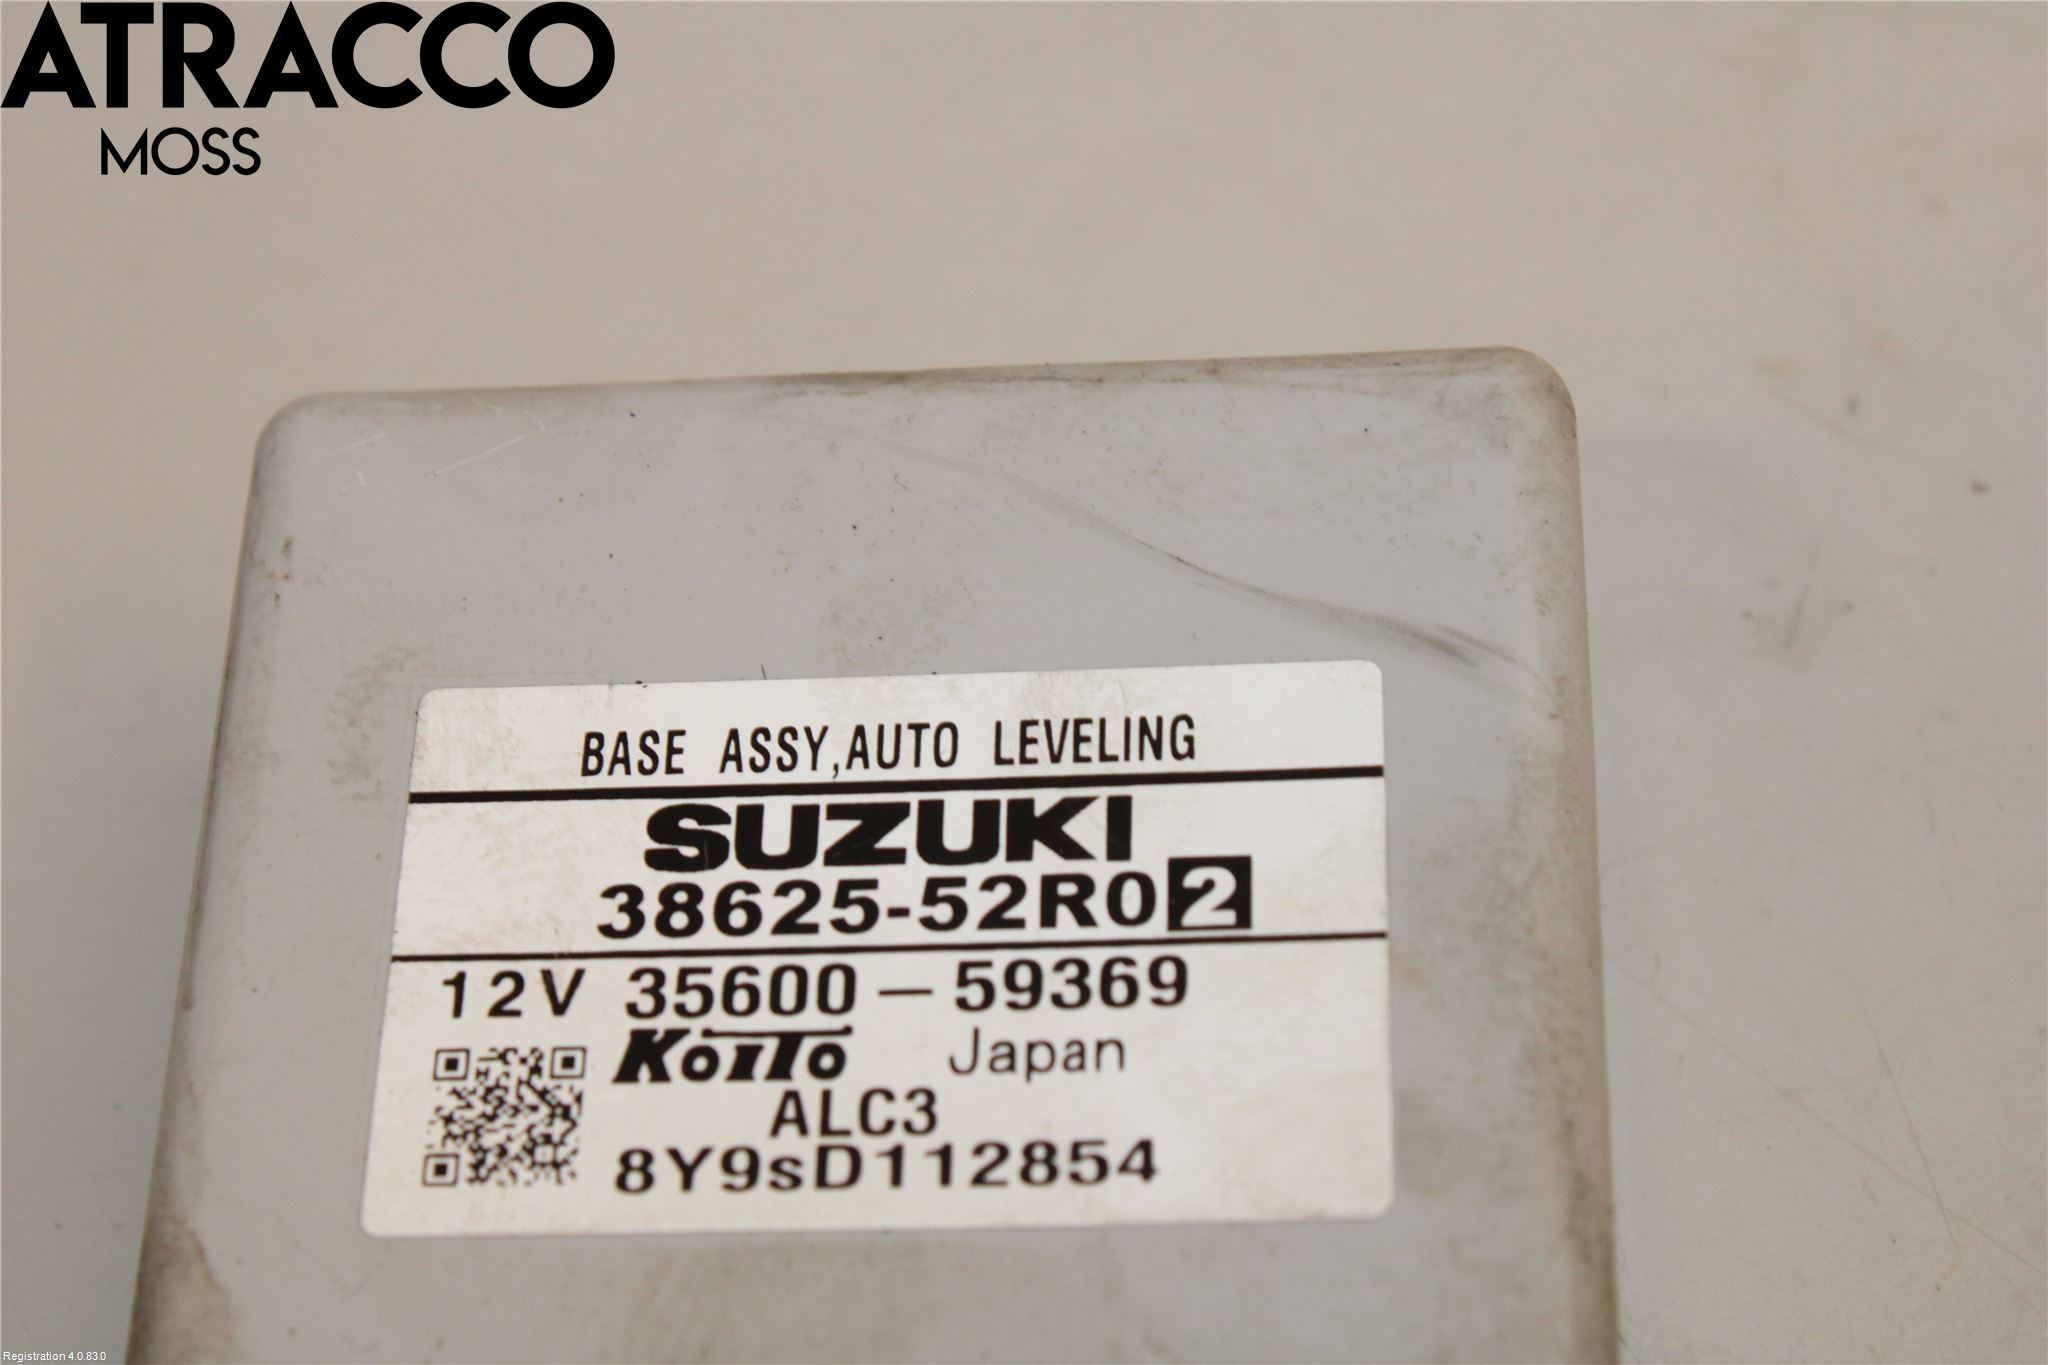 ATRACCO
MOSS
BASE ASSY,AUTO LEVELING
SUZUKI
38625-52R02
12V 35600-59369
KOITO Japan
ALC3
8Y9sD112854
Registration 4.0.83.0